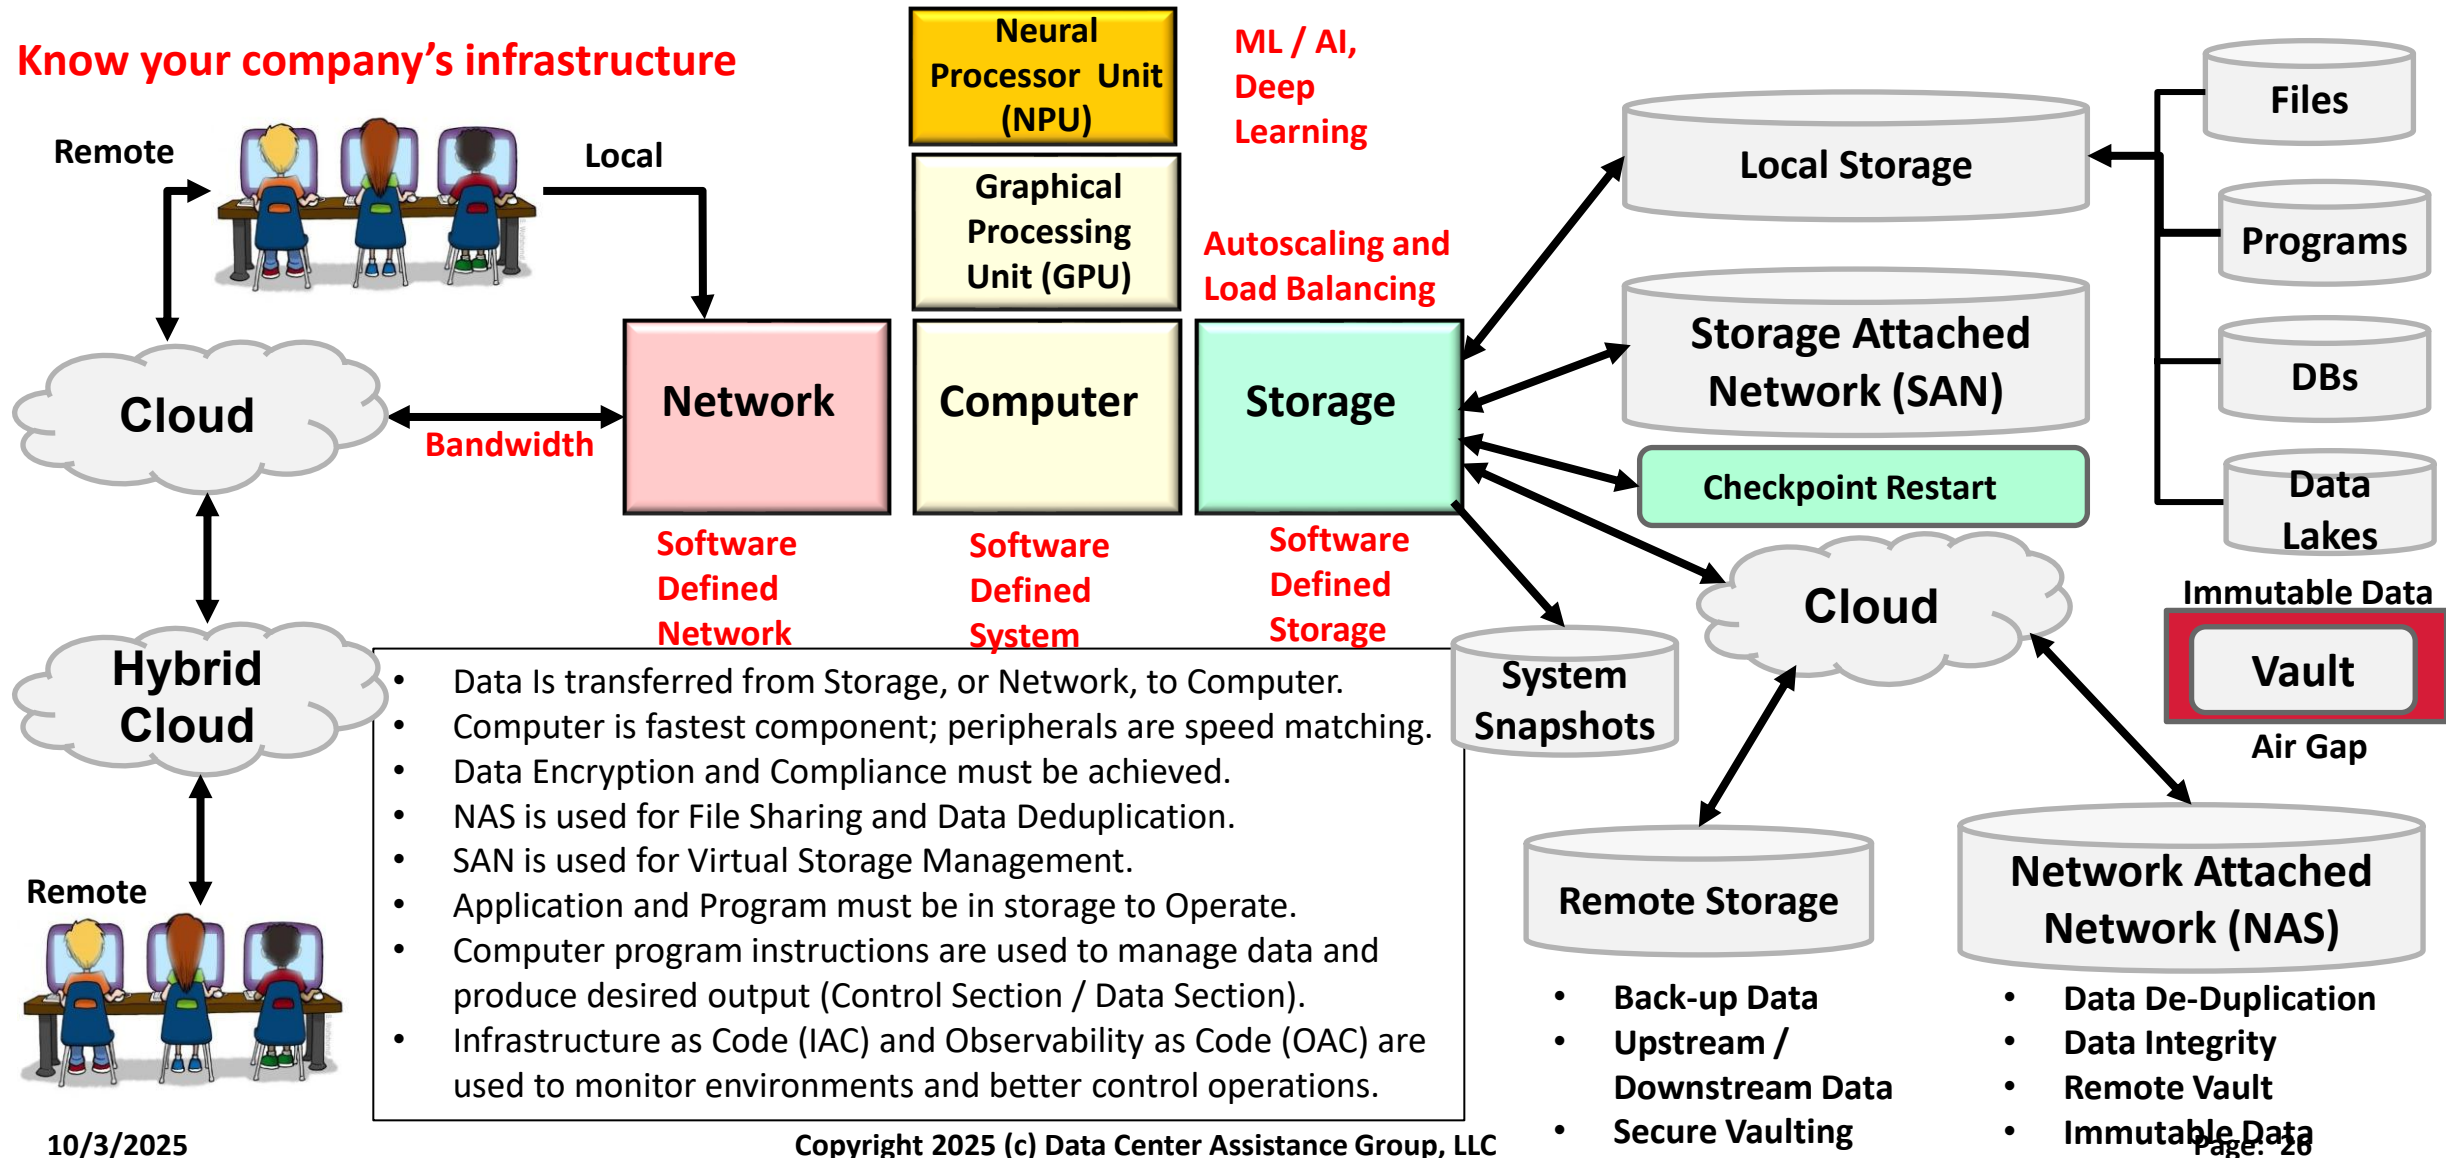 Know your company's infrastructure
Remote
Local
Neural
Processor Unit
(NPU)
ML / AI,
Deep
Learning
Graphical
Processing
Unit (GPU)
Autoscaling and
Load Balancing
Cloud
Bandwidth
Network
Computer
Storage
Software
Defined
Network
Software
Defined
System
Software
Defined
Storage
Local Storage
Storage Attached
Network (SAN)
Checkpoint Restart
Files
Programs
DBs
Data
Lakes
Immutable Data
Vault
Air Gap
Cloud
System
Snapshots
Hybrid
Cloud
Remote
• Data Is transferred from Storage, or Network, to Computer.
• Computer is fastest component; peripherals are speed matching.
• Data Encryption and Compliance must be achieved.
• NAS is used for File Sharing and Data Deduplication.
• SAN is used for Virtual Storage Management.
• Application and Program must be in storage to Operate.
• Computer program instructions are used to manage data and
produce desired output (Control Section / Data Section).
• Infrastructure as Code (IAC) and Observability as Code (OAC) are
used to monitor environments and better control operations.
Remote Storage
• Back-up Data
• Upstream /
Downstream Data
• Secure Vaulting
Network Attached
Network (NAS)
• Data De-Duplication
• Data Integrity
• Remote Vault
• Immutable Data
10/3/2025
Copyright 2025 (c) Data Center Assistance Group, LLC
Page: 26